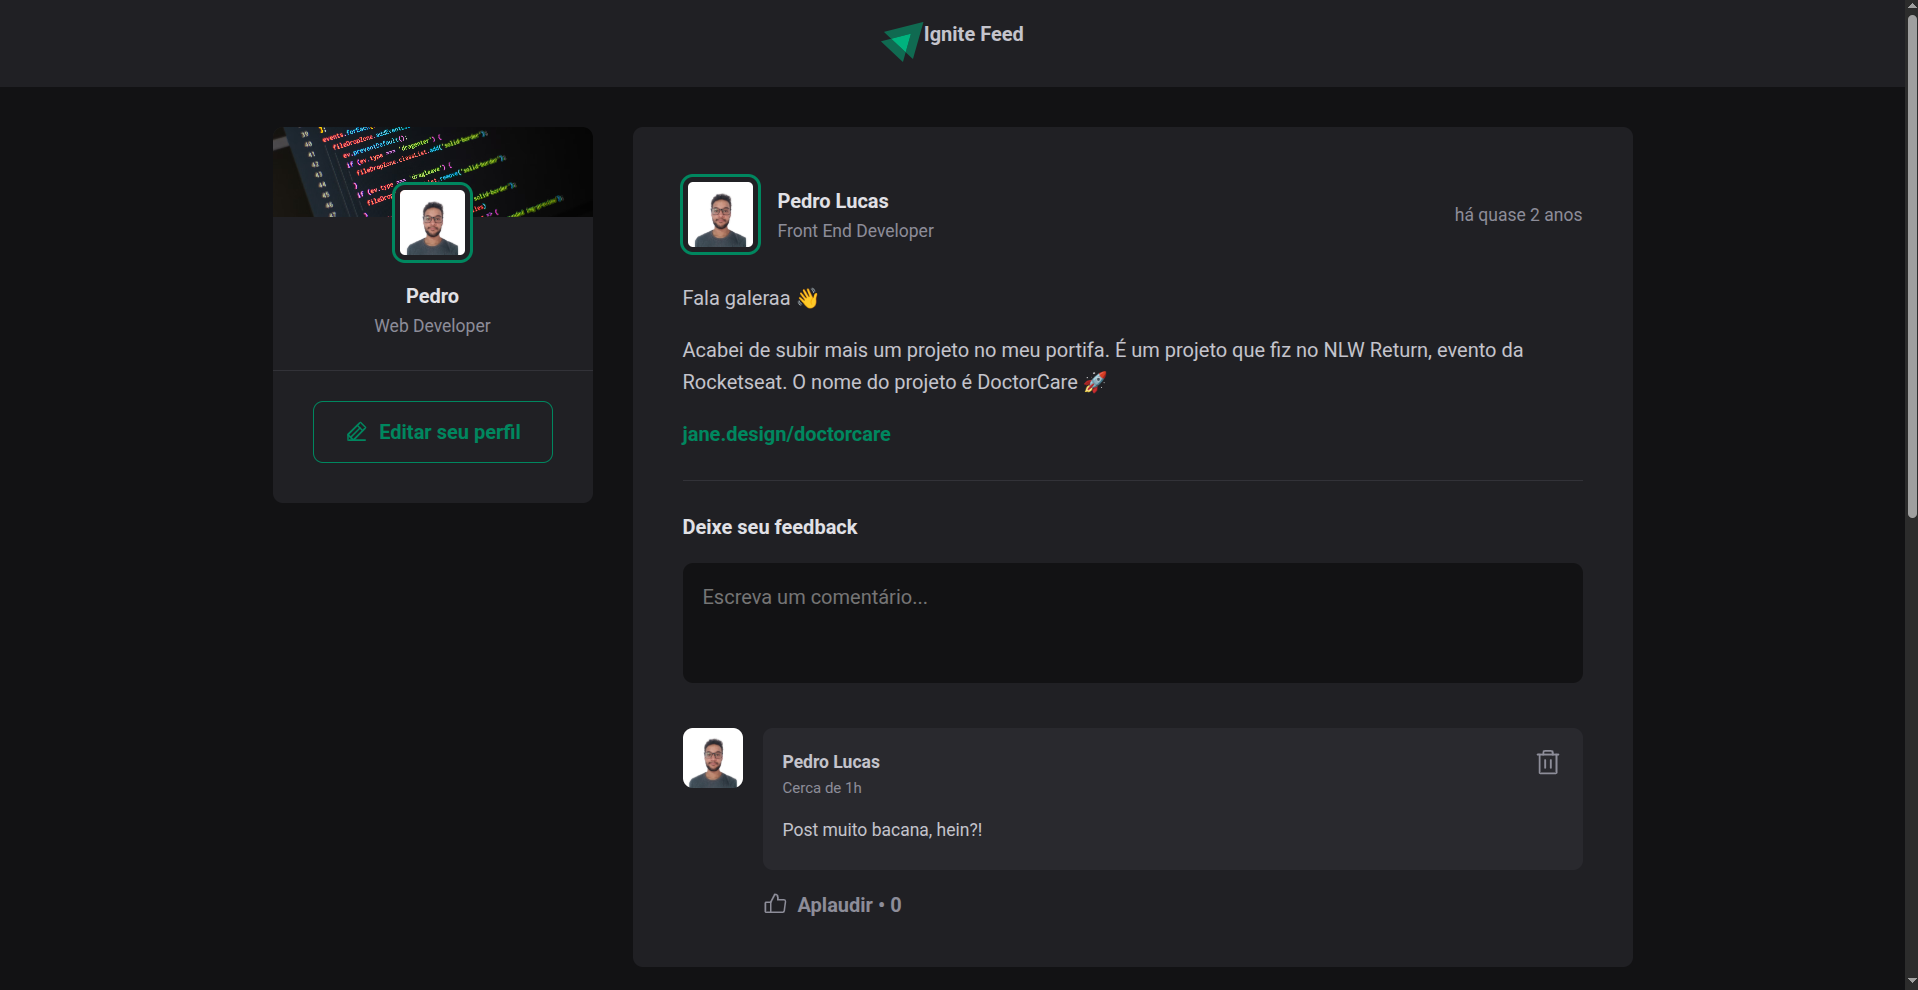 Ignite Feed
Pedro
Web Developer
Editar seu perfil
Pedro Lucas
Front End Developer
há quase 2 anos
Fala galeraa 👋
Acabei de subir mais um projeto no meu portifa. É um projeto que fiz no NLW Return, evento da
Rocketseat. O nome do projeto é DoctorCare 🚀
jane.design/doctorcare
Deixe seu feedback
Escreva um comentário...
Pedro Lucas
Cerca de 1h
Post muito bacana, hein?!
Aplaudir • 0